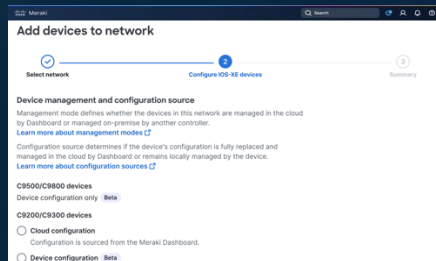 CISCO Meraki
Search
Add devices to network
2
3
Select network
Configure IOS-XE devices
Summary
Device management and configuration source
Management mode defines whether the devices in this network are managed in the cloud
by Dashboard or managed on-premise by another controller.
Learn more about management modes
Configuration source determines if the device's configuration is fully replaced and
managed in the cloud by Dashboard or remains locally managed by the device.
Learn more about configuration sources
C9500/C9800 devices
Device configuration only Beta
C9200/C9300 devices
Cloud configuration
Configuration is sourced from the Meraki Dashboard.
Device configuration Beta